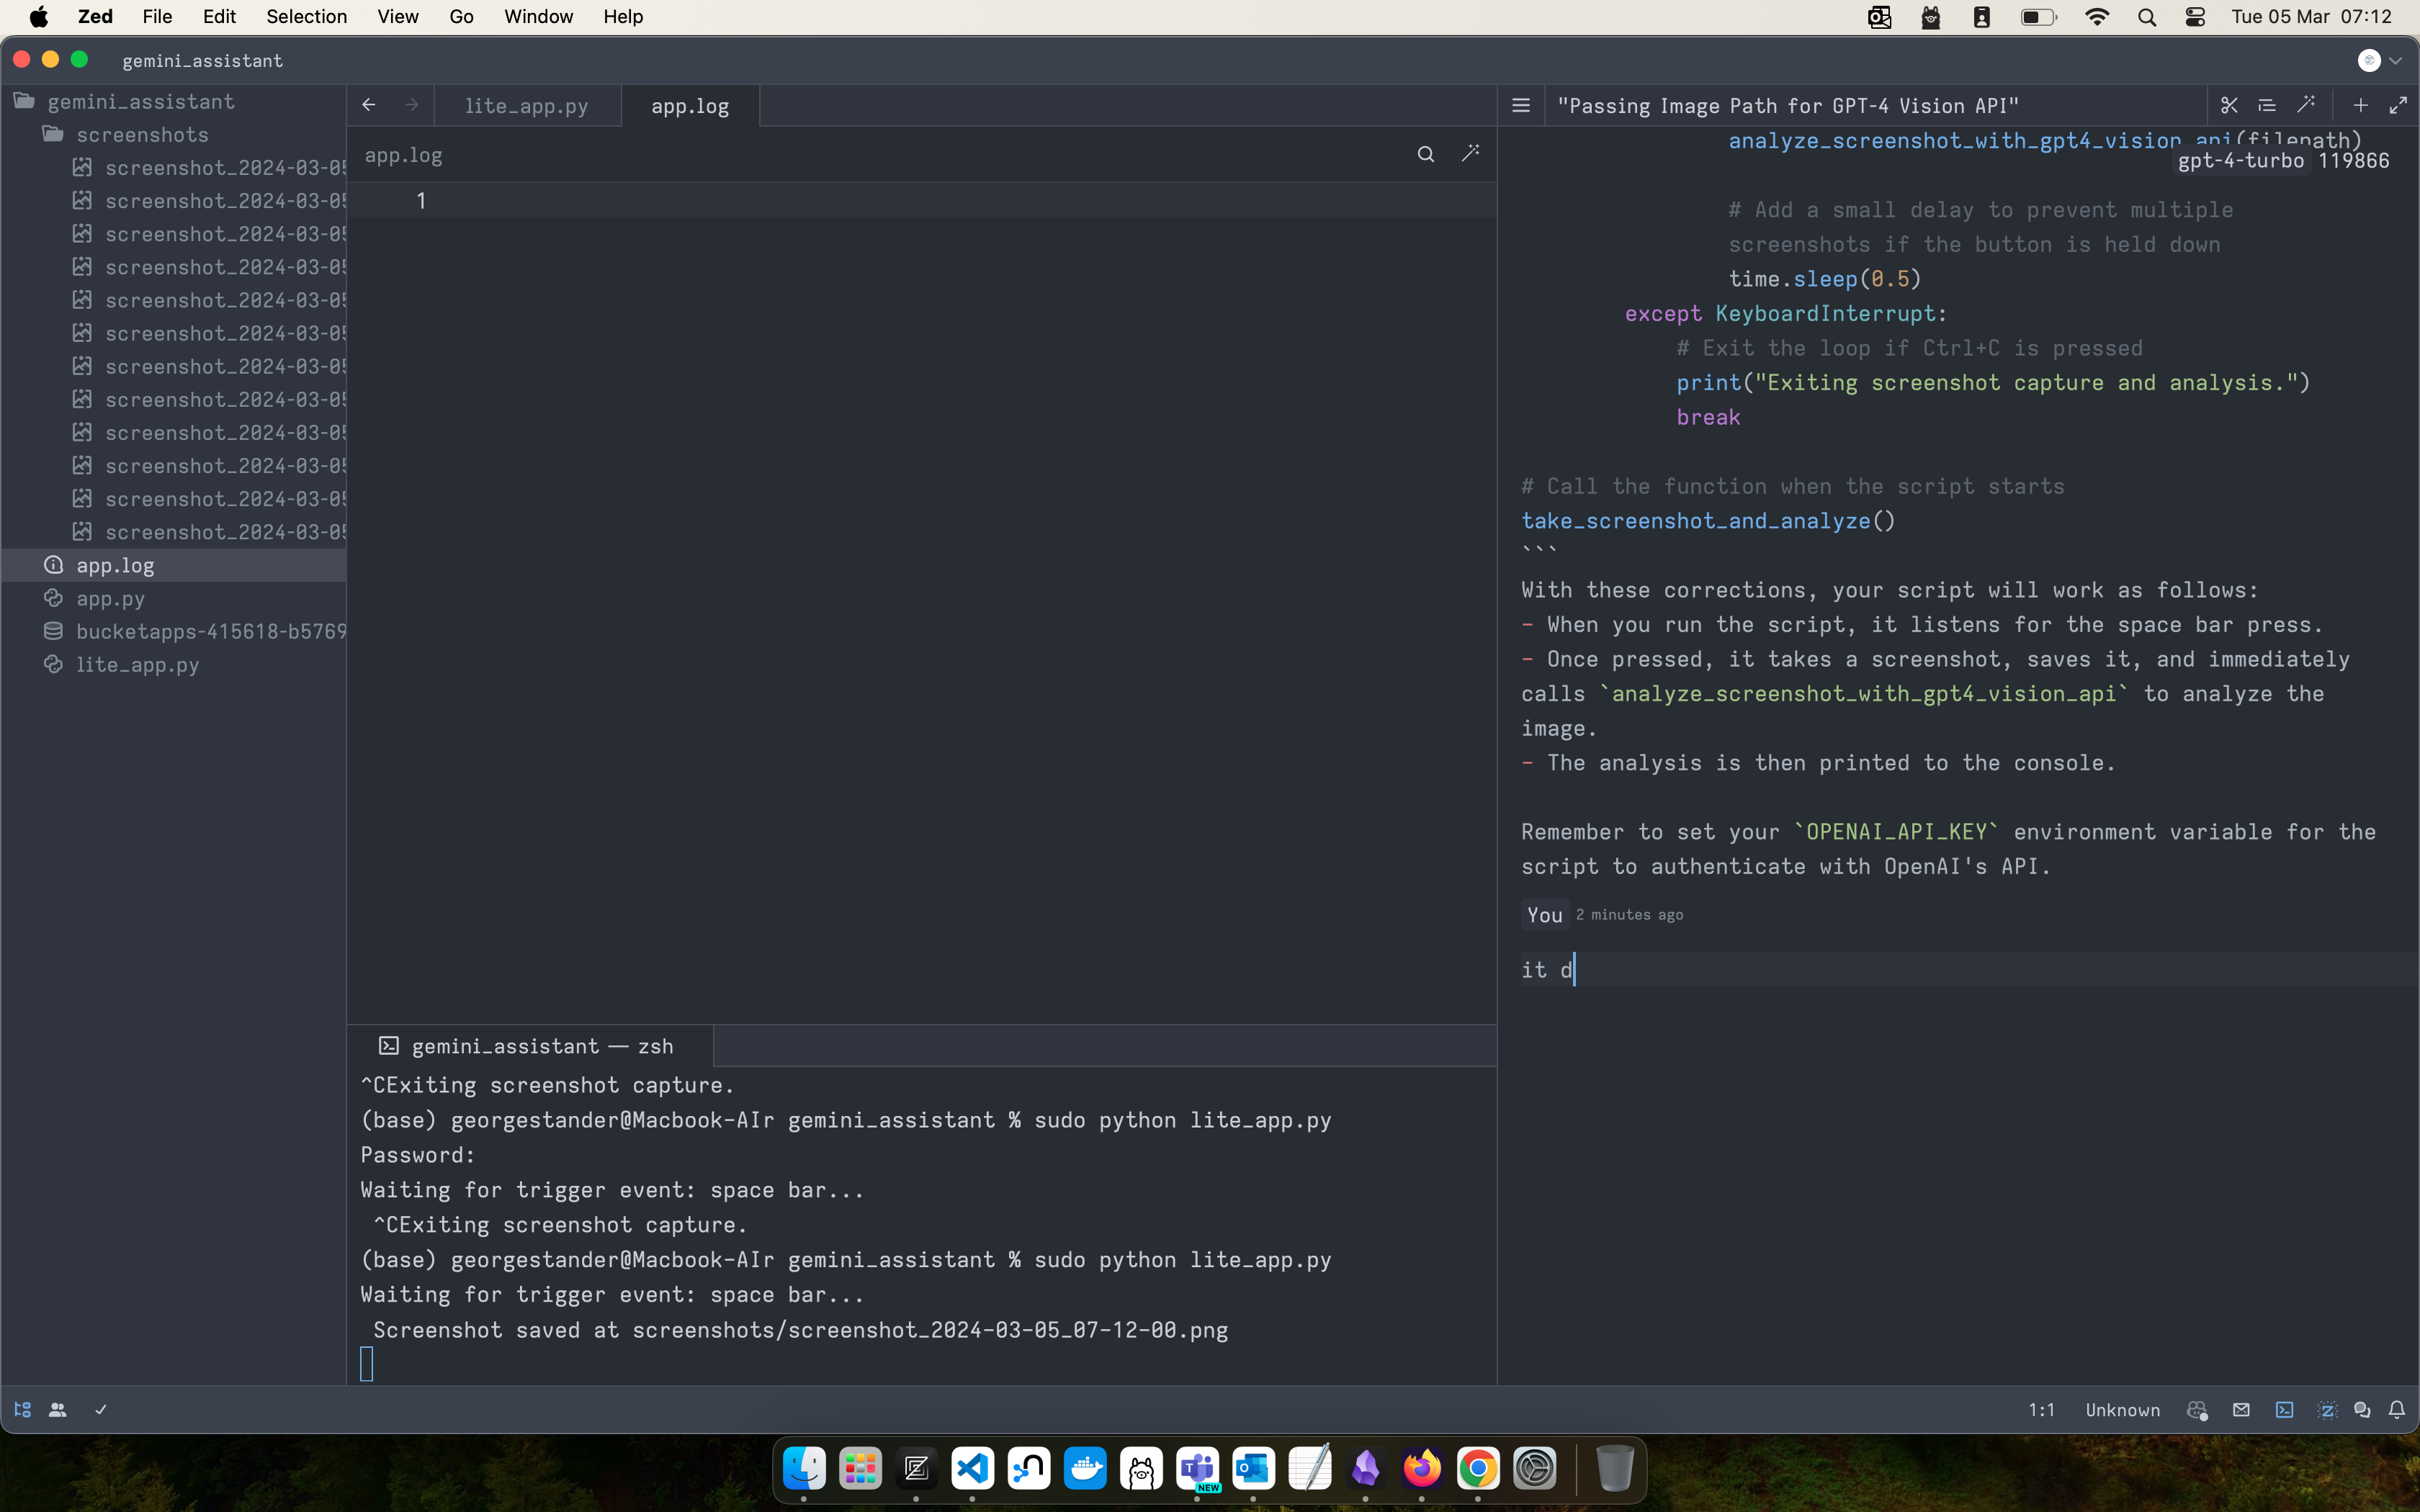 Zed File Edit Selection View Go Window Help Tue 05 Mar 07:12
gemini_assistant
gemini_assistant
screenshots
screenshot_2024-03-05
screenshot_2024-03-05
screenshot_2024-03-05
screenshot_2024-03-05
screenshot_2024-03-05
screenshot_2024-03-05
screenshot_2024-03-05
screenshot_2024-03-05
screenshot_2024-03-05
screenshot_2024-03-05
screenshot_2024-03-05
screenshot_2024-03-05
app.log
app.py
bucketapps-415618-b5769
lite_app.py
lite_app.py app.log
app.log
1
gemini_assistant — zsh
^CExiting screenshot capture.
(base) georgestander@Macbook-AIr gemini_assistant % sudo python lite_app.py
Password:
Waiting for trigger event: space bar...
^CExiting screenshot capture.
(base) georgestander@Macbook-AIr gemini_assistant % sudo python lite_app.py
Waiting for trigger event: space bar...
Screenshot saved at screenshots/screenshot_2024-03-05_07-12-00.png
"Passing Image Path for GPT-4 Vision API"
analyze_screenshot_with_gpt4_vision_api(filepath)
gpt-4-turbo 119866
# Add a small delay to prevent multiple
screenshots if the button is held down
time.sleep(0.5)
except KeyboardInterrupt:
# Exit the loop if Ctrl+C is pressed
print("Exiting screenshot capture and analysis.")
break
# Call the function when the script starts
take_screenshot_and_analyze()
```
With these corrections, your script will work as follows:
- When you run the script, it listens for the space bar press.
- Once pressed, it takes a screenshot, saves it, and immediately
calls `analyze_screenshot_with_gpt4_vision_api` to analyze the
image.
- The analysis is then printed to the console.
Remember to set your `OPENAI_API_KEY` environment variable for the
script to authenticate with OpenAI's API.
You 2 minutes ago
it d
1:1 Unknown
NEW